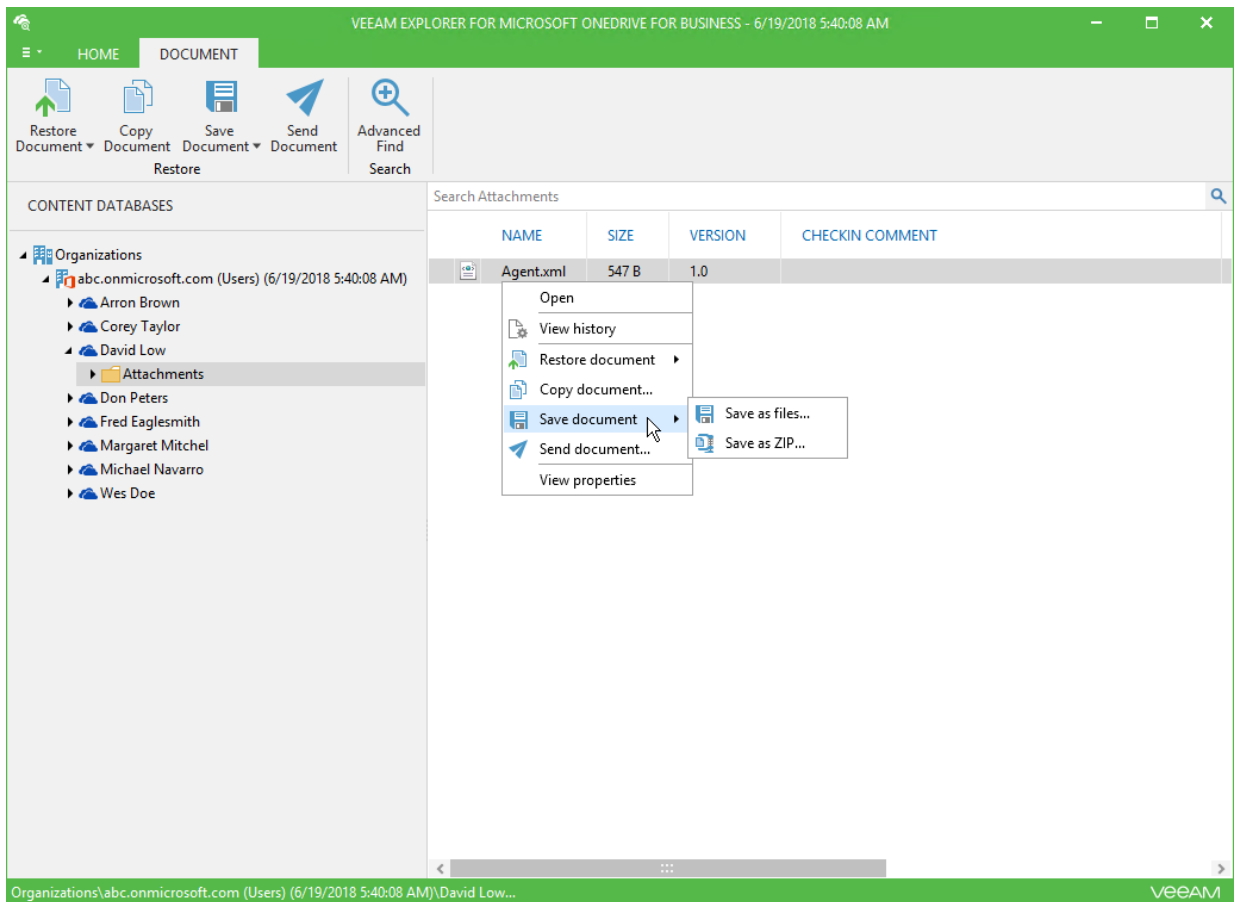 VEEAM EXPLORER FOR MICROSOFT ONEDRIVE FOR BUSINESS - 6/19/2018 5:40:08 AM
HOME DOCUMENT
Restore Document Copy Document Save Document Send Document Advanced Find
Restore Search
CONTENT DATABASES
Organizations
abc.onmicrosoft.com (Users) (6/19/2018 5:40:08 AM)
Arron Brown
Corey Taylor
David Low
Attachments
Don Peters
Fred Eaglesmith
Margaret Mitchel
Michael Navarro
Wes Doe
Search Attachments
NAME SIZE VERSION CHECKIN COMMENT
Agent.xml 547 B 1.0
Open
View history
Restore document
Copy document...
Save document
Send document...
View properties
Save as files...
Save as ZIP...
Organizations\abc.onmicrosoft.com (Users) (6/19/2018 5:40:08 AM)\David Low...
veeAM